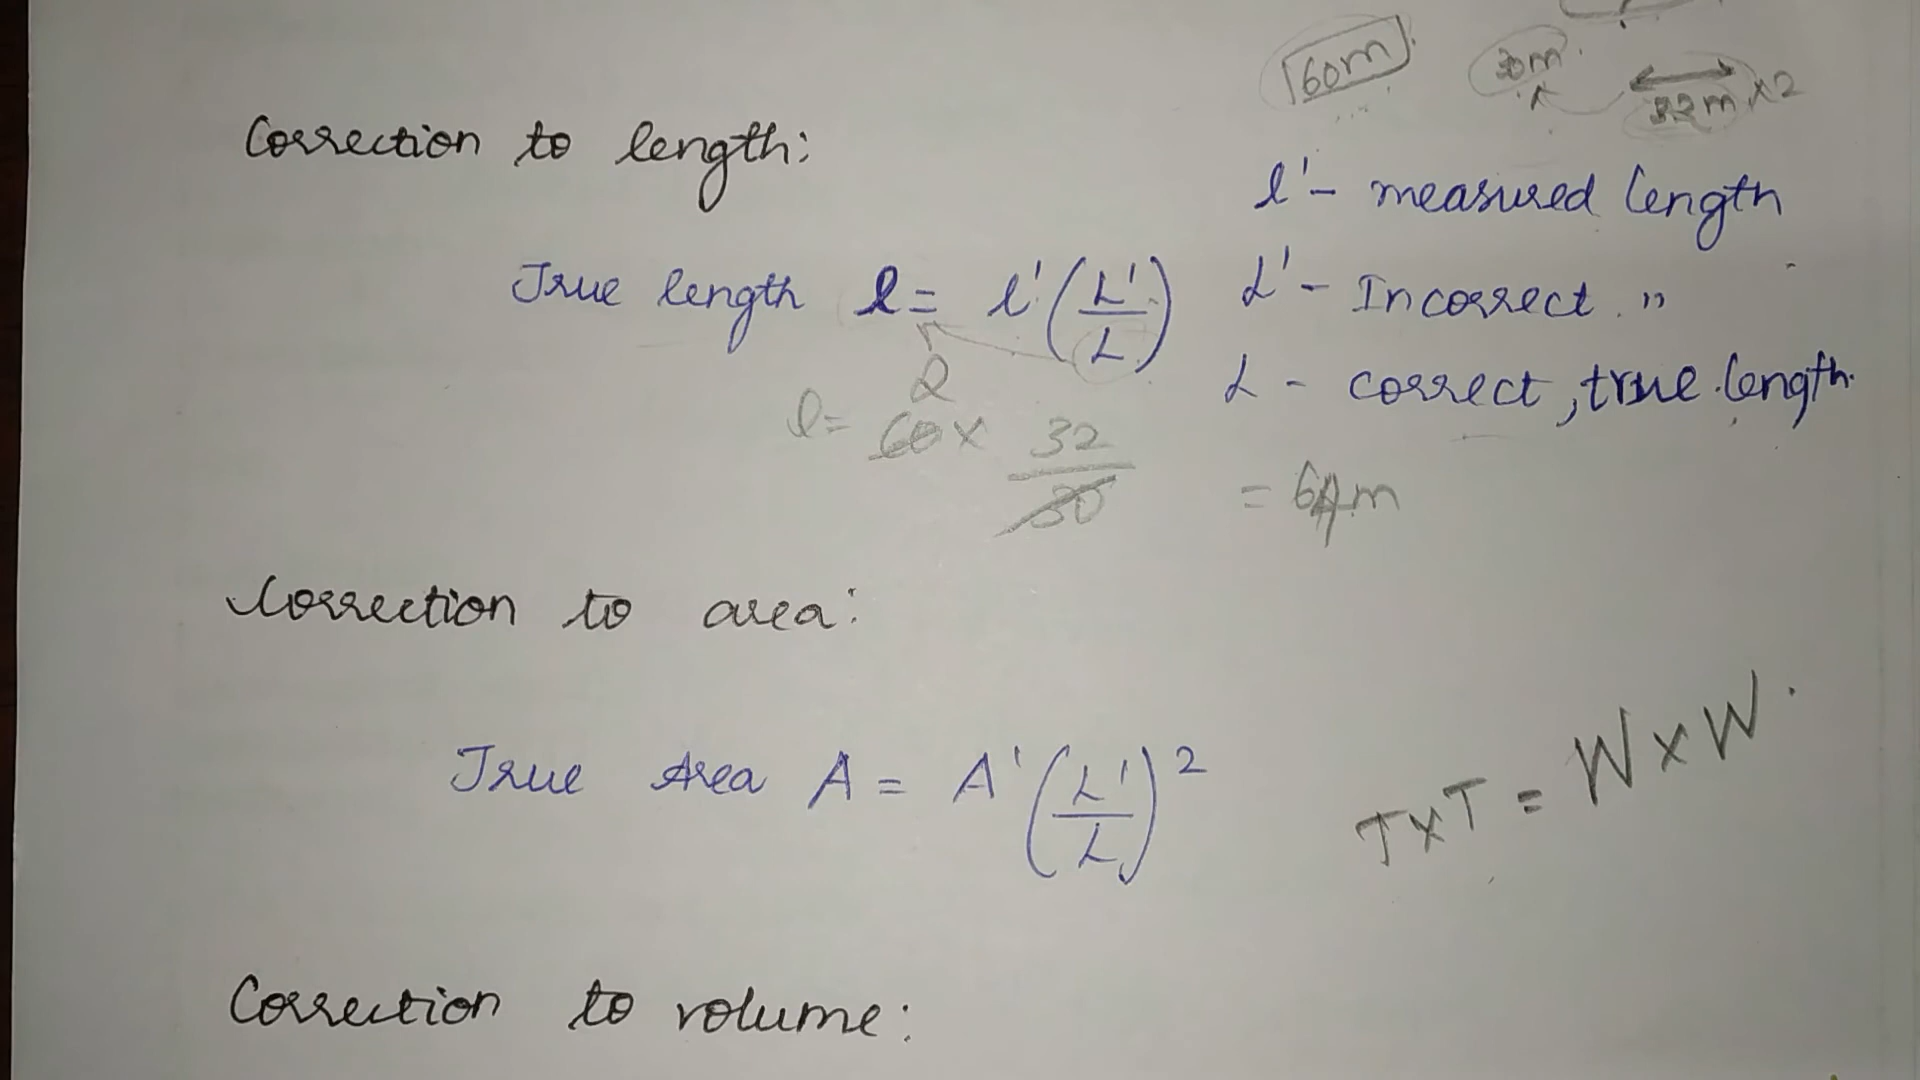 60m 30m
32m x2
Correction to length:
l' - measured length
True length l = l' (L'/L)
L' - Incorrect "
L - correct, true length.
2
l = 60 x 32/30 = 64m
Correction to area:
True Area A = A' (L'/L)²
TxT = WxW.
Correction to volume: